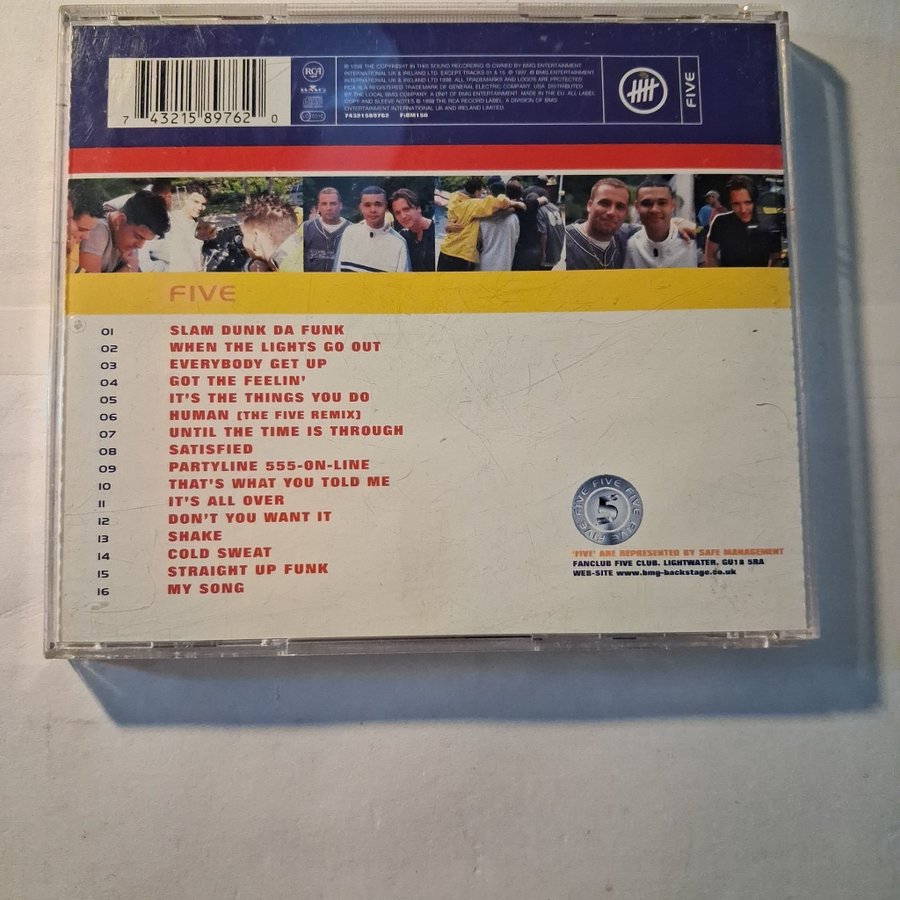 ℗ 1998 THE COPYRIGHT IN THIS SOUND RECORDING IS OWNED BY BMG ENTERTAINMENT
INTERNATIONAL UK & IRELAND LTD. EXCEPT TRACKS 01 & 15 ℗ 1997. © BMG ENTERTAINMENT
INTERNATIONAL UK & IRELAND LTD 1998. ALL TRADEMARKS AND LOGOS ARE PROTECTED.
RCA IS A REGISTERED TRADEMARK OF GENERAL ELECTRIC COMPANY, USA. DISTRIBUTED
BY THE LOCAL BMG COMPANY. A UNIT OF BMG ENTERTAINMENT. MADE IN THE EU. ALL LABEL
COPY AND SLEEVE NOTES © 1998 THE RCA RECORD LABEL. A DIVISION OF BMG
ENTERTAINMENT INTERNATIONAL UK AND IRELAND LIMITED.
74321589762 FIBM150
RCA
BMG
FIVE
7 43215 89762 0
FIVE
01 SLAM DUNK DA FUNK
02 WHEN THE LIGHTS GO OUT
03 EVERYBODY GET UP
04 GOT THE FEELIN'
05 IT'S THE THINGS YOU DO
06 HUMAN [THE FIVE REMIX]
07 UNTIL THE TIME IS THROUGH
08 SATISFIED
09 PARTYLINE 555-ON-LINE
10 THAT'S WHAT YOU TOLD ME
11 IT'S ALL OVER
12 DON'T YOU WANT IT
13 SHAKE
14 COLD SWEAT
15 STRAIGHT UP FUNK
16 MY SONG
FIVE FIVE FIVE FIVE FIVE FIVE
5
'FIVE' ARE REPRESENTED BY SAFE MANAGEMENT
FANCLUB FIVE CLUB. LIGHTWATER. GU18 5RA
WEB-SITE www.bmg-backstage.co.uk